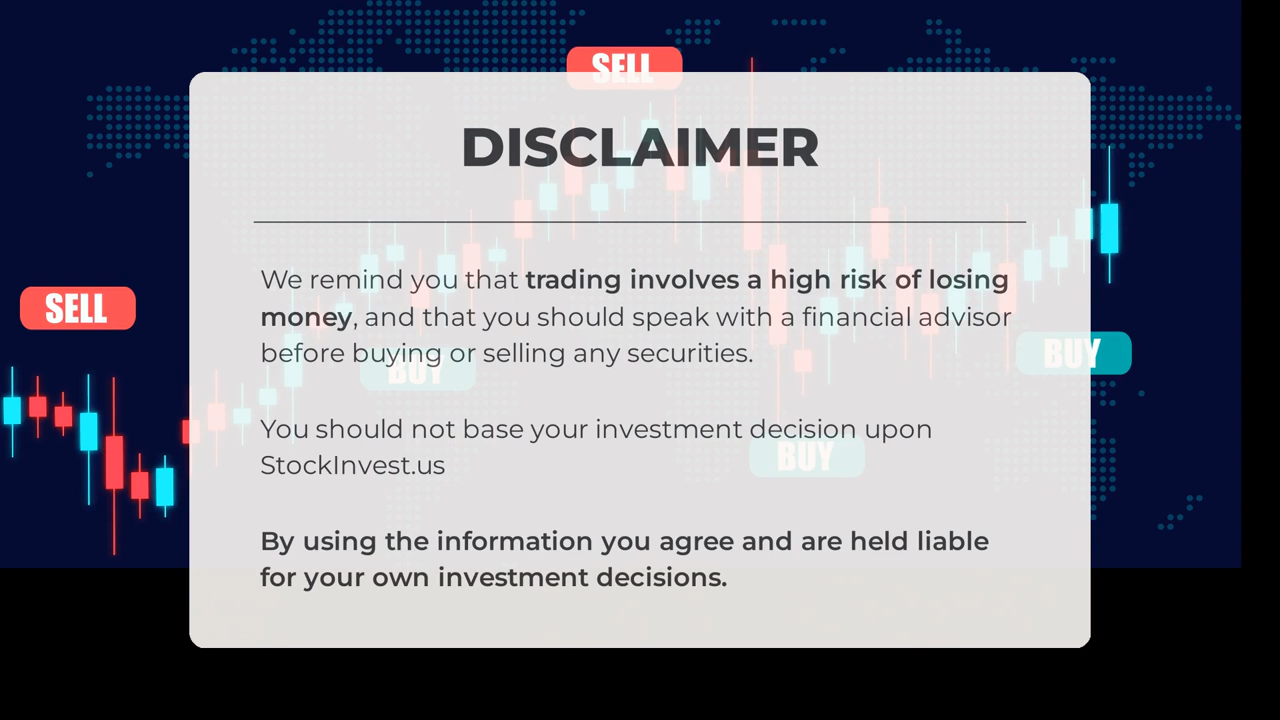 SELL
DISCLAIMER
SELL
We remind you that trading involves a high risk of losing
money, and that you should speak with a financial advisor
before buying or selling any securities.
BUY
BUY
You should not base your investment decision upon
StockInvest.us
BUY
By using the information you agree and are held liable
for your own investment decisions.